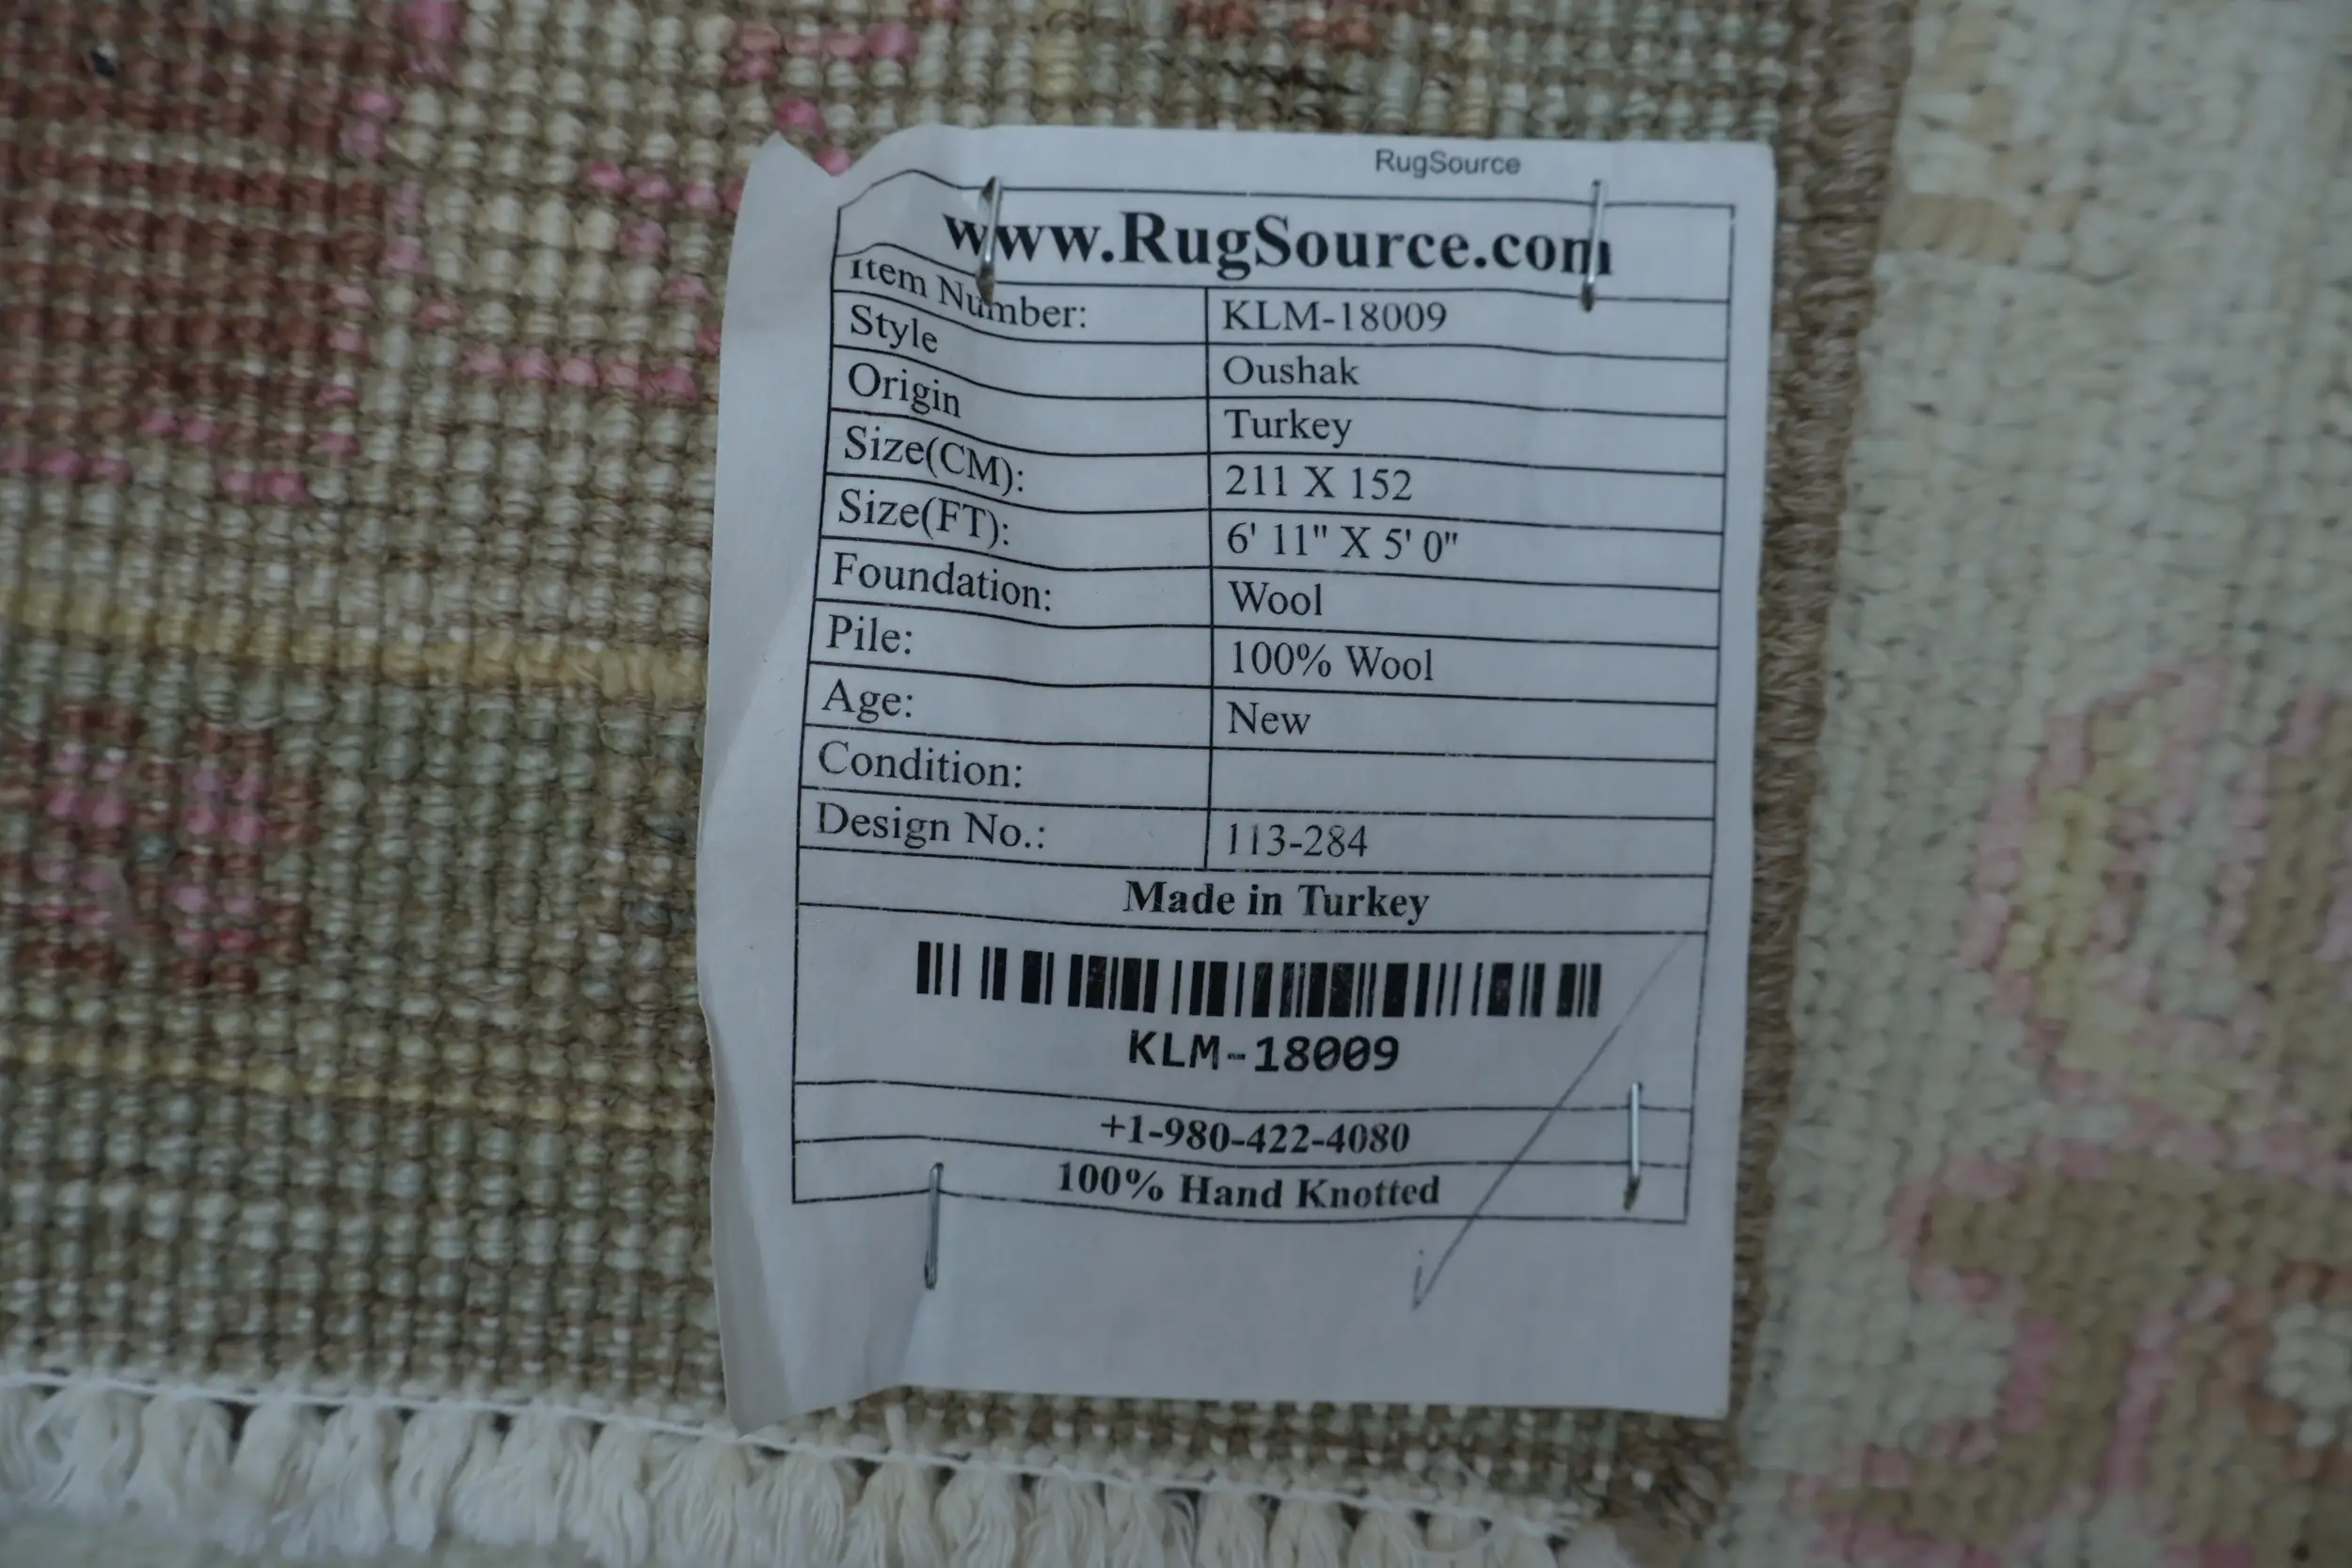 RugSource
www.RugSource.com
Item Number: KLM-18009
Style Oushak
Origin Turkey
Size(CM): 211 X 152
Size(FT): 6' 11" X 5' 0"
Foundation: Wool
Pile: 100% Wool
Age: New
Condition:
Design No.: 113-284
Made in Turkey
KLM-18009
+1-980-422-4080
100% Hand Knotted